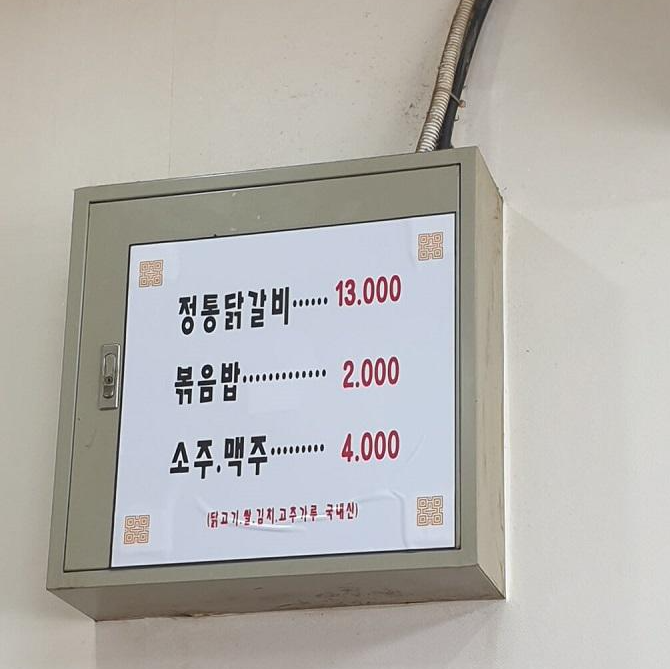 정통닭갈비······ 13.000
볶음밥············· 2.000
소주.맥주········· 4.000
(닭고기.쌀.김치.고추가루 국내산)